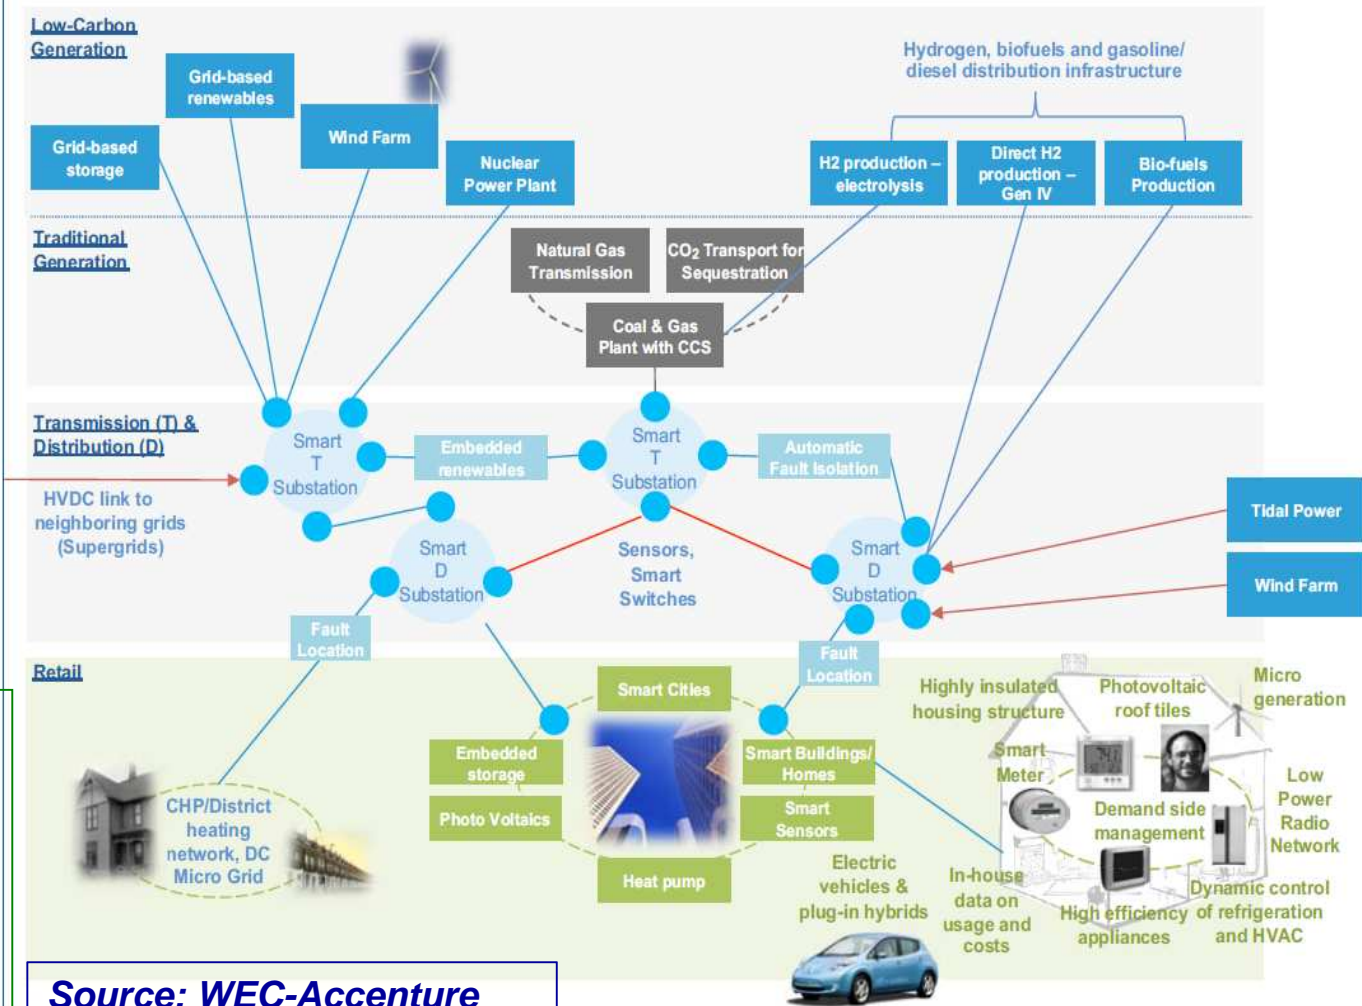 Low-Carbon
Generation
Grid-based
renewables
Grid-based
storage
Wind Farm
Nuclear
Power Plant
Hydrogen, biofuels and gasoline/
diesel distribution infrastructure
H2 production –
electrolysis
Direct H2
production –
Gen IV
Bio-fuels
Production
Traditional
Generation
Natural Gas
Transmission
CO2 Transport for
Sequestration
Coal & Gas
Plant with CCS
Transmission (T) &
Distribution (D)
Smart
T
Substation
Embedded
renewables
Smart
T
Substation
Automatic
Fault Isolation
HVDC link to
neighboring grids
(Supergrids)
Smart
D
Substation
Sensors,
Smart
Switches
Smart
D
Substation
Tidal Power
Wind Farm
Fault
Location
Fault
Location
Retail
CHP/District
heating
network, DC
Micro Grid
Smart Cities
Embedded
storage
Photo Voltaics
Smart Buildings/
Homes
Smart
Sensors
Heat pump
Electric
vehicles &
plug-in hybrids
Highly insulated
housing structure
Photovoltaic
roof tiles
Micro
generation
Smart
Meter
Demand side
management
Low
Power
Radio
Network
In-house
data on
usage and
costs
High efficiency
appliances
Dynamic control
of refrigeration
and HVAC
Source: WEC-Accenture